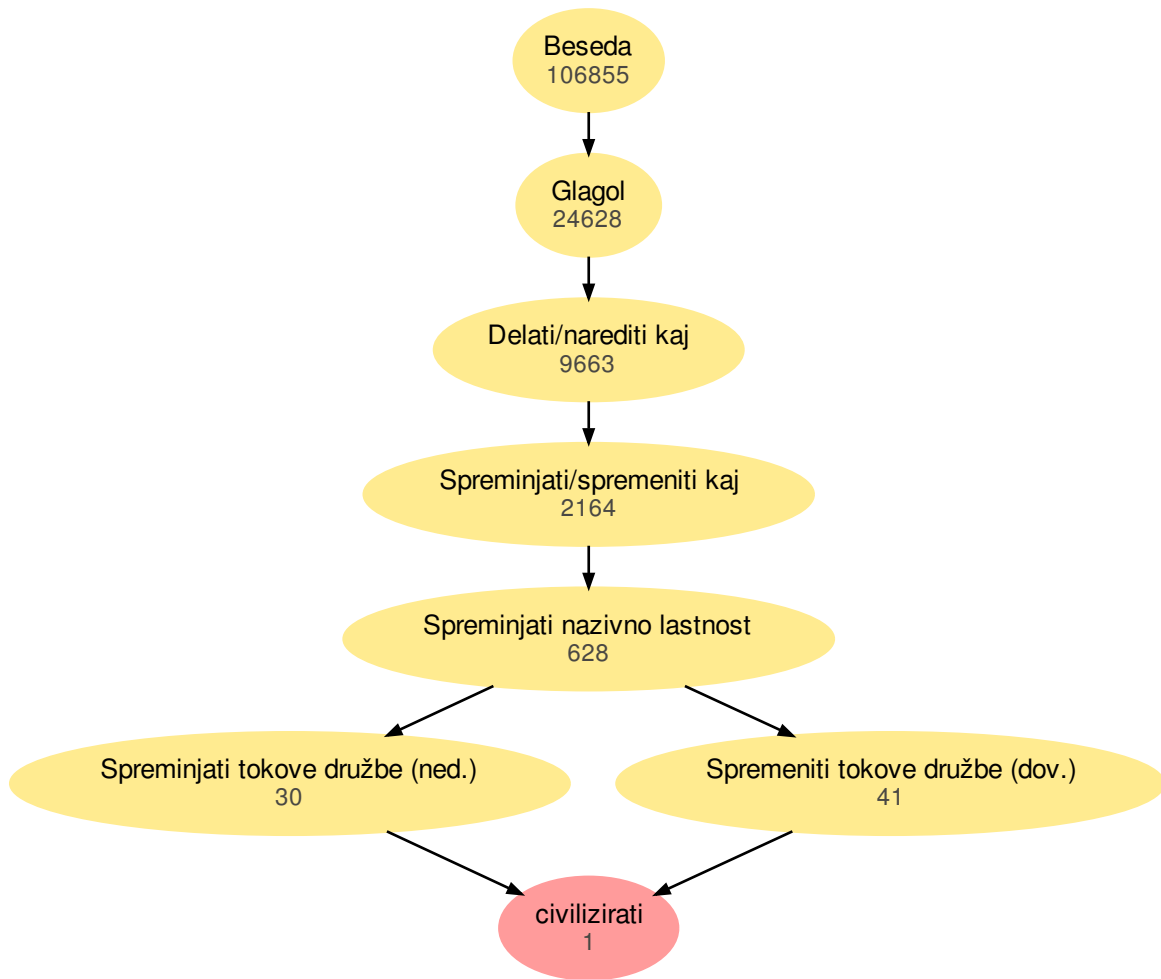 Beseda
106855
Glagol
24628
Delati/narediti kaj
9663
Spreminjati/spremeniti kaj
2164
Spreminjati nazivno lastnost
628
Spreminjati tokove družbe (ned.)
30
Spremeniti tokove družbe (dov.)
41
civilizirati
1